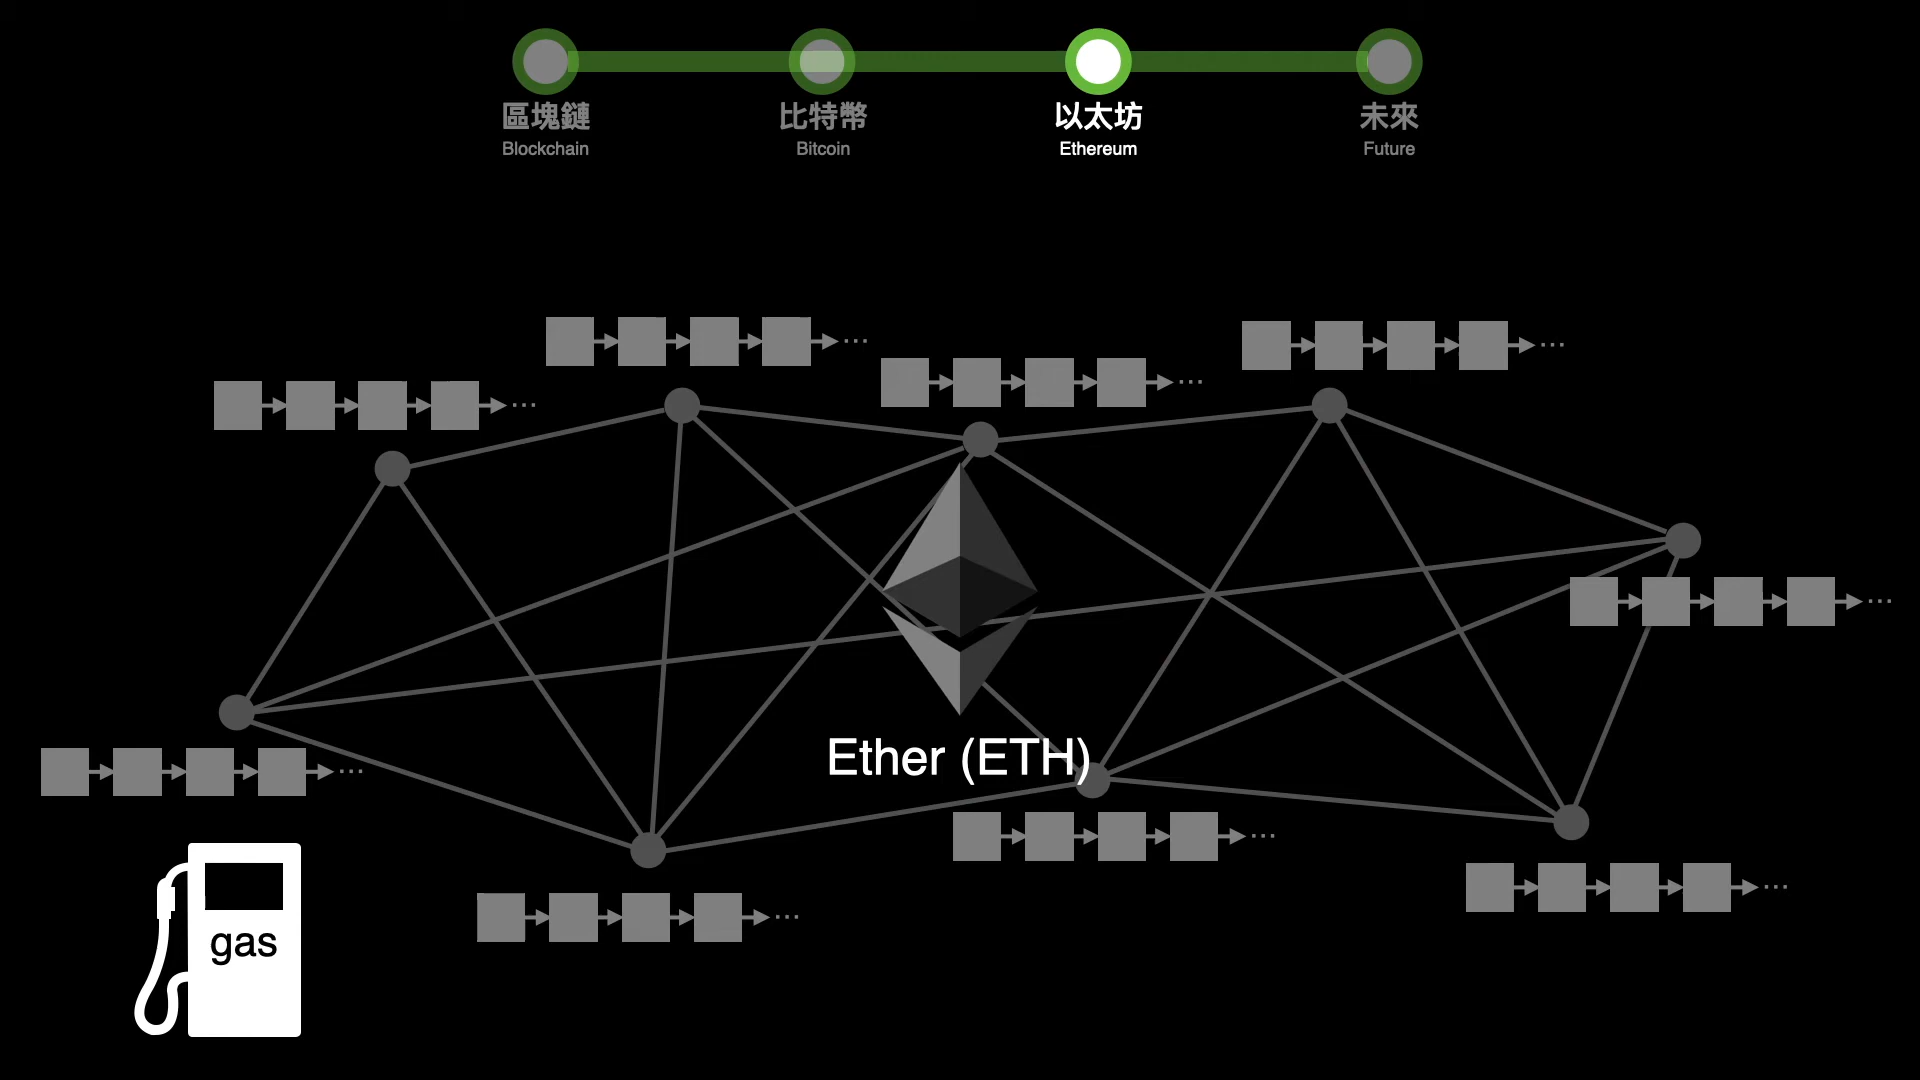 區塊鏈
Blockchain
比特幣
Bitcoin
以太坊
Ethereum
未來
Future
Ether (ETH)
gas